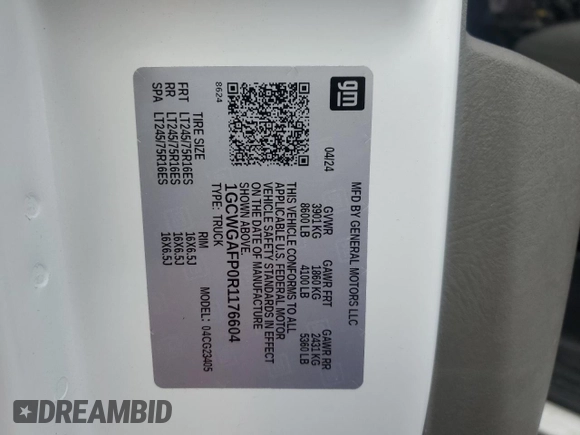 gm
MFD BY GENERAL MOTORS LLC
04/24 GVWR GAWR FRT GAWR RR
3901 KG 1860 KG 2431 KG
8600 LB 4100 LB 5360 LB
THIS VEHICLE CONFORMS TO ALL
APPLICABLE U.S. FEDERAL MOTOR
VEHICLE SAFETY STANDARDS IN EFFECT
ON THE DATE OF MANUFACTURE
SHOWN ABOVE.
1GCWGAFP0R1176604
TYPE: TRUCK MODEL: 04CG23405
8624
TIRE SIZE RIM
FRT LT245/75R16ES 16X6.5J
RR LT245/75R16ES 16X6.5J
SPA LT245/75R16ES 16X6.5J
DREAMBID